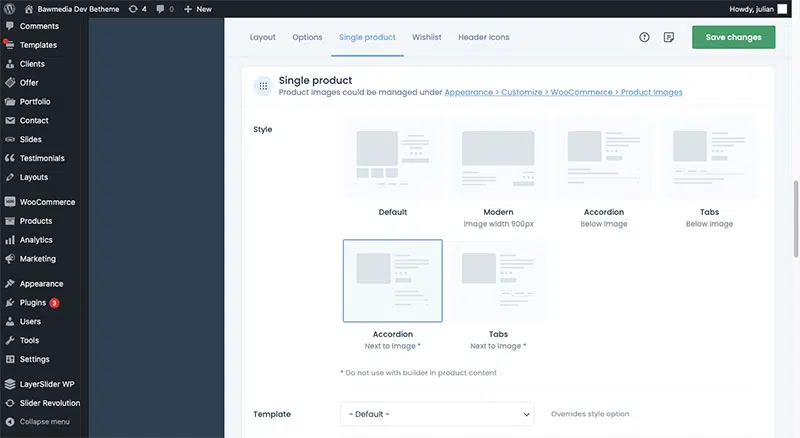 Bawmedia Dev Betheme 4 0 New Howdy, julian
Comments
Templates
Clients
Offer
Portfolio
Contact
Slides
Testimonials
Layouts
WooCommerce
Products
Analytics
Marketing
Appearance
Plugins 3
Users
Tools
Settings
LayerSlider WP
Slider Revolution
Collapse menu
Layout Options Single product Wishlist Header icons Save changes
Single product
Product images could be managed under Appearance > Customize > WooCommerce > Product Images
Style
Default Modern Accordion Tabs
Image width 900px Below image Below image
Accordion Tabs
Next to image * Next to image *
* Do not use with builder in product content
Template - Default - Overrides style option